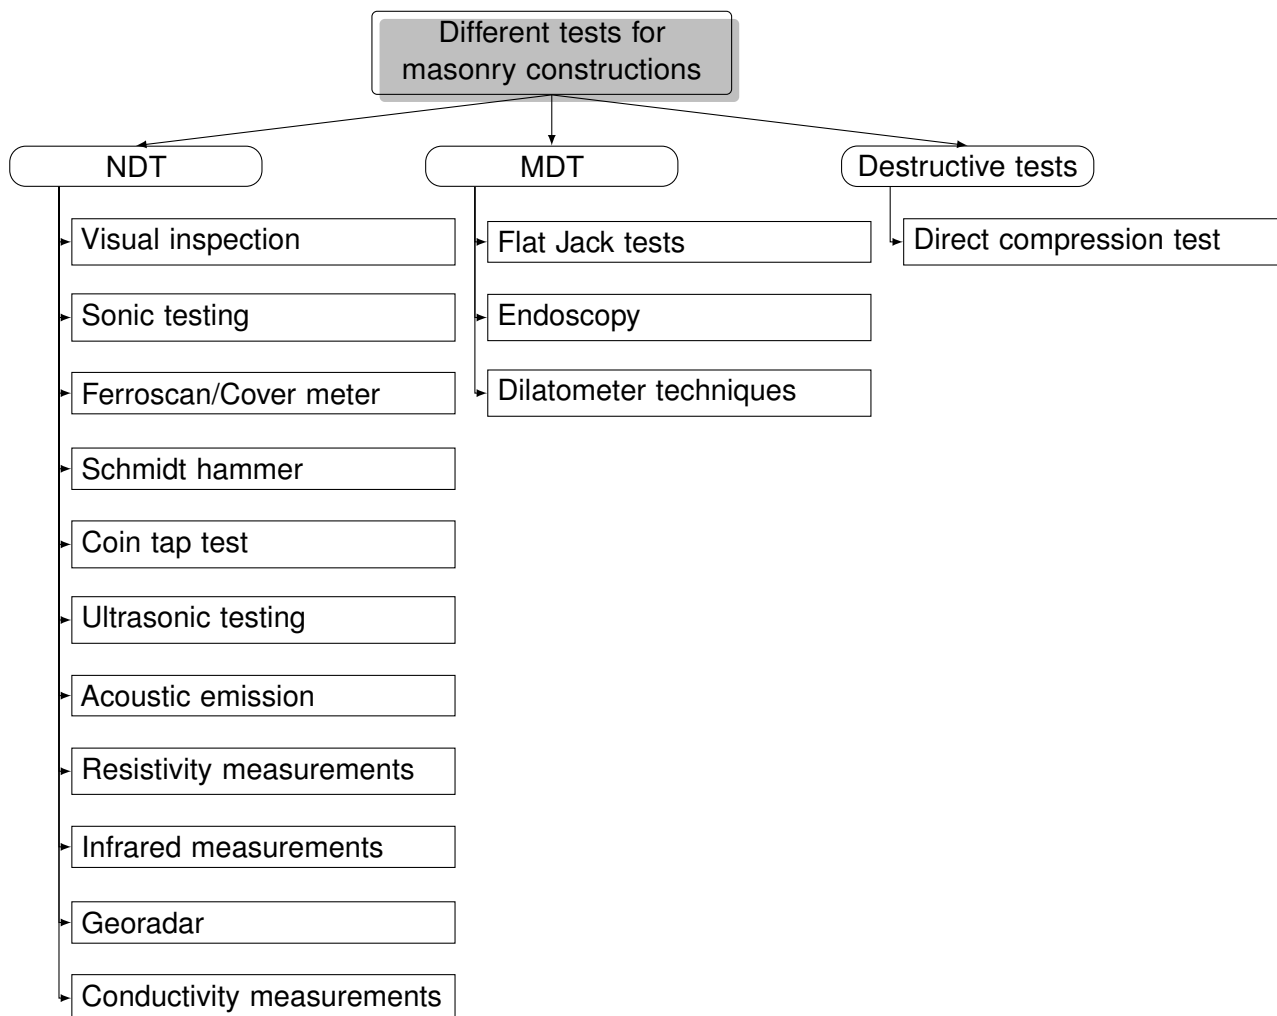 Different tests for
masonry constructions
NDT
MDT
Destructive tests
Visual inspection
Sonic testing
Ferroscan/Cover meter
Schmidt hammer
Coin tap test
Ultrasonic testing
Acoustic emission
Resistivity measurements
Infrared measurements
Georadar
Conductivity measurements
Flat Jack tests
Endoscopy
Dilatometer techniques
Direct compression test